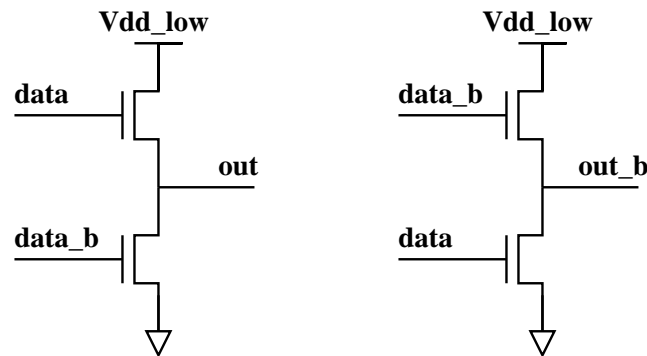 Vdd_low
data
out
data_b
Vdd_low
data_b
out_b
data